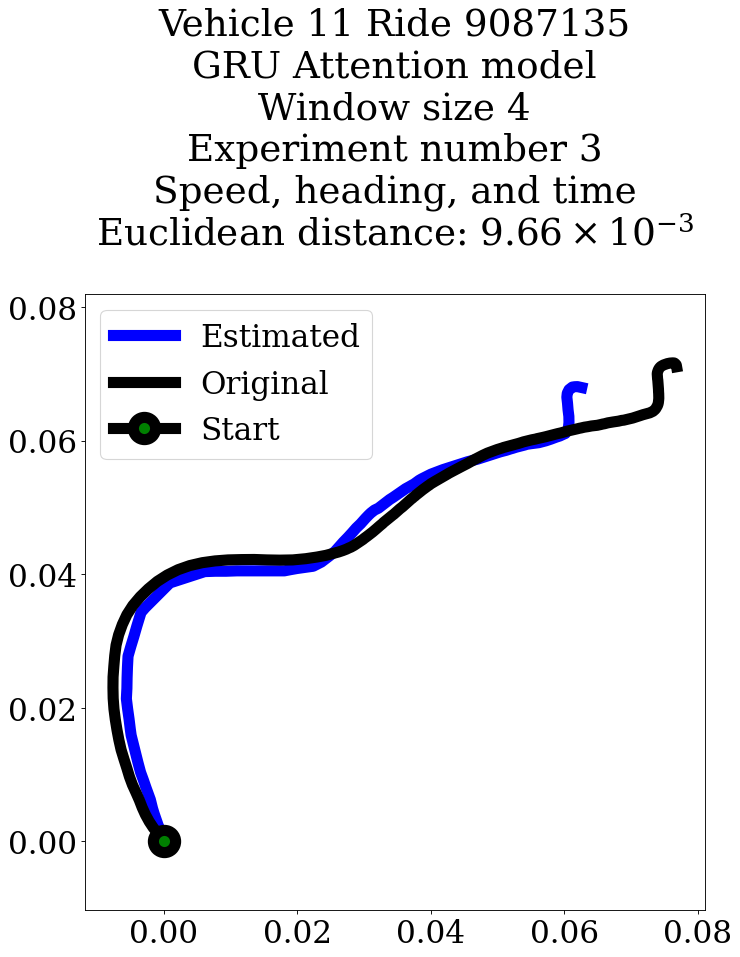 Vehicle 11 Ride 9087135
GRU Attention model
Window size 4
Experiment number 3
Speed, heading, and time
Euclidean distance: 9.66 × 10⁻³
0.08
0.06
0.04
0.02
0.00
Estimated
Original
Start
0.00 0.02 0.04 0.06 0.08